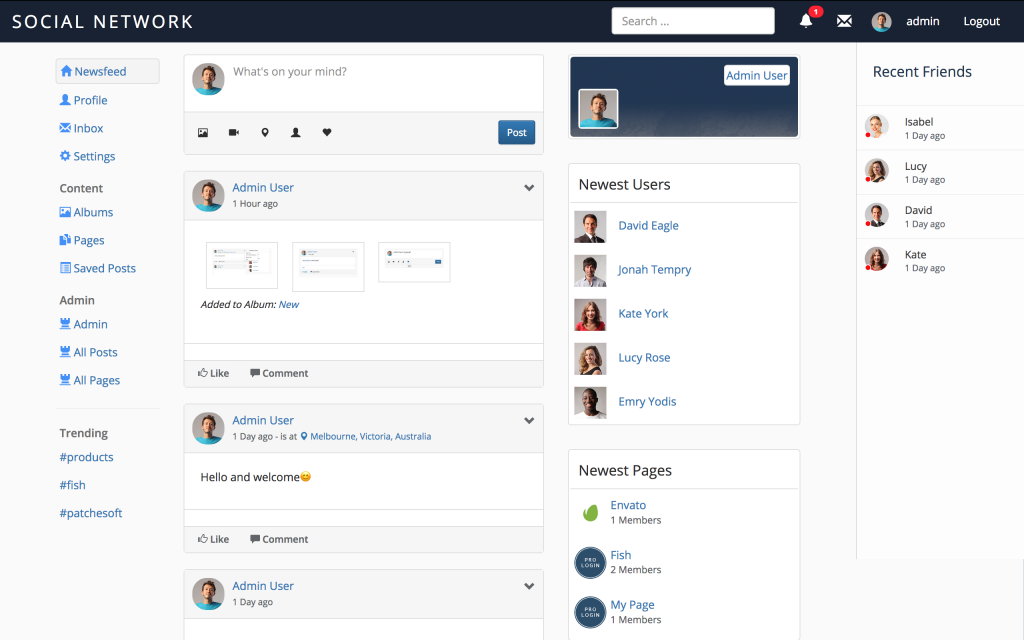 SOCIAL NETWORK
Search ...
1
admin
Logout
Newsfeed
Profile
Inbox
Settings
Content
Albums
Pages
Saved Posts
Admin
Admin
All Posts
All Pages
Trending
#products
#fish
#patchesoft
What's on your mind?
Post
Admin User
1 Hour ago
Added to Album: New
Like Comment
Admin User
1 Day ago - is at Melbourne, Victoria, Australia
Hello and welcome😊
Like Comment
Admin User
1 Day ago
Admin User
Newest Users
David Eagle
Jonah Tempry
Kate York
Lucy Rose
Emry Yodis
Newest Pages
Envato
1 Members
PRO
LOGIN
Fish
2 Members
PRO
LOGIN
My Page
1 Members
Recent Friends
Isabel
1 Day ago
Lucy
1 Day ago
David
1 Day ago
Kate
1 Day ago